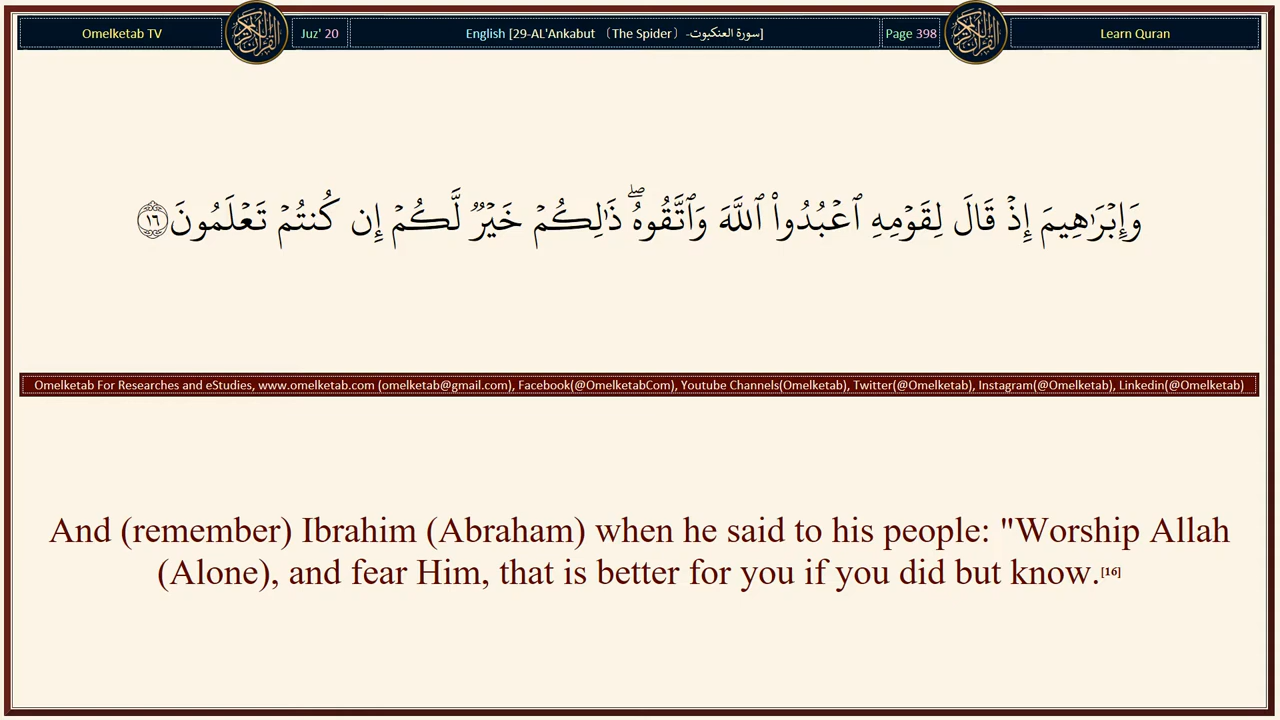 Omelketab TV
Juz' 20
English [29-AL'Ankabut （The Spider） -سورة العنكبوت]
Page 398
Learn Quran
وَإِبۡرَٰهِيمَ إِذۡ قَالَ لِقَوۡمِهِ ٱعۡبُدُواْ ٱللَّهَ وَٱتَّقُوهُۖ ذَٰلِكُمۡ خَيۡرٞ لَّكُمۡ إِن كُنتُمۡ تَعۡلَمُونَ ١٦
Omelketab For Researches and eStudies, www.omelketab.com (omelketab@gmail.com), Facebook(@OmelketabCom), Youtube Channels(Omelketab), Twitter(@Omelketab), Instagram(@Omelketab), Linkedin(@Omelketab)
And (remember) Ibrahim (Abraham) when he said to his people: "Worship Allah
(Alone), and fear Him, that is better for you if you did but know.[16]